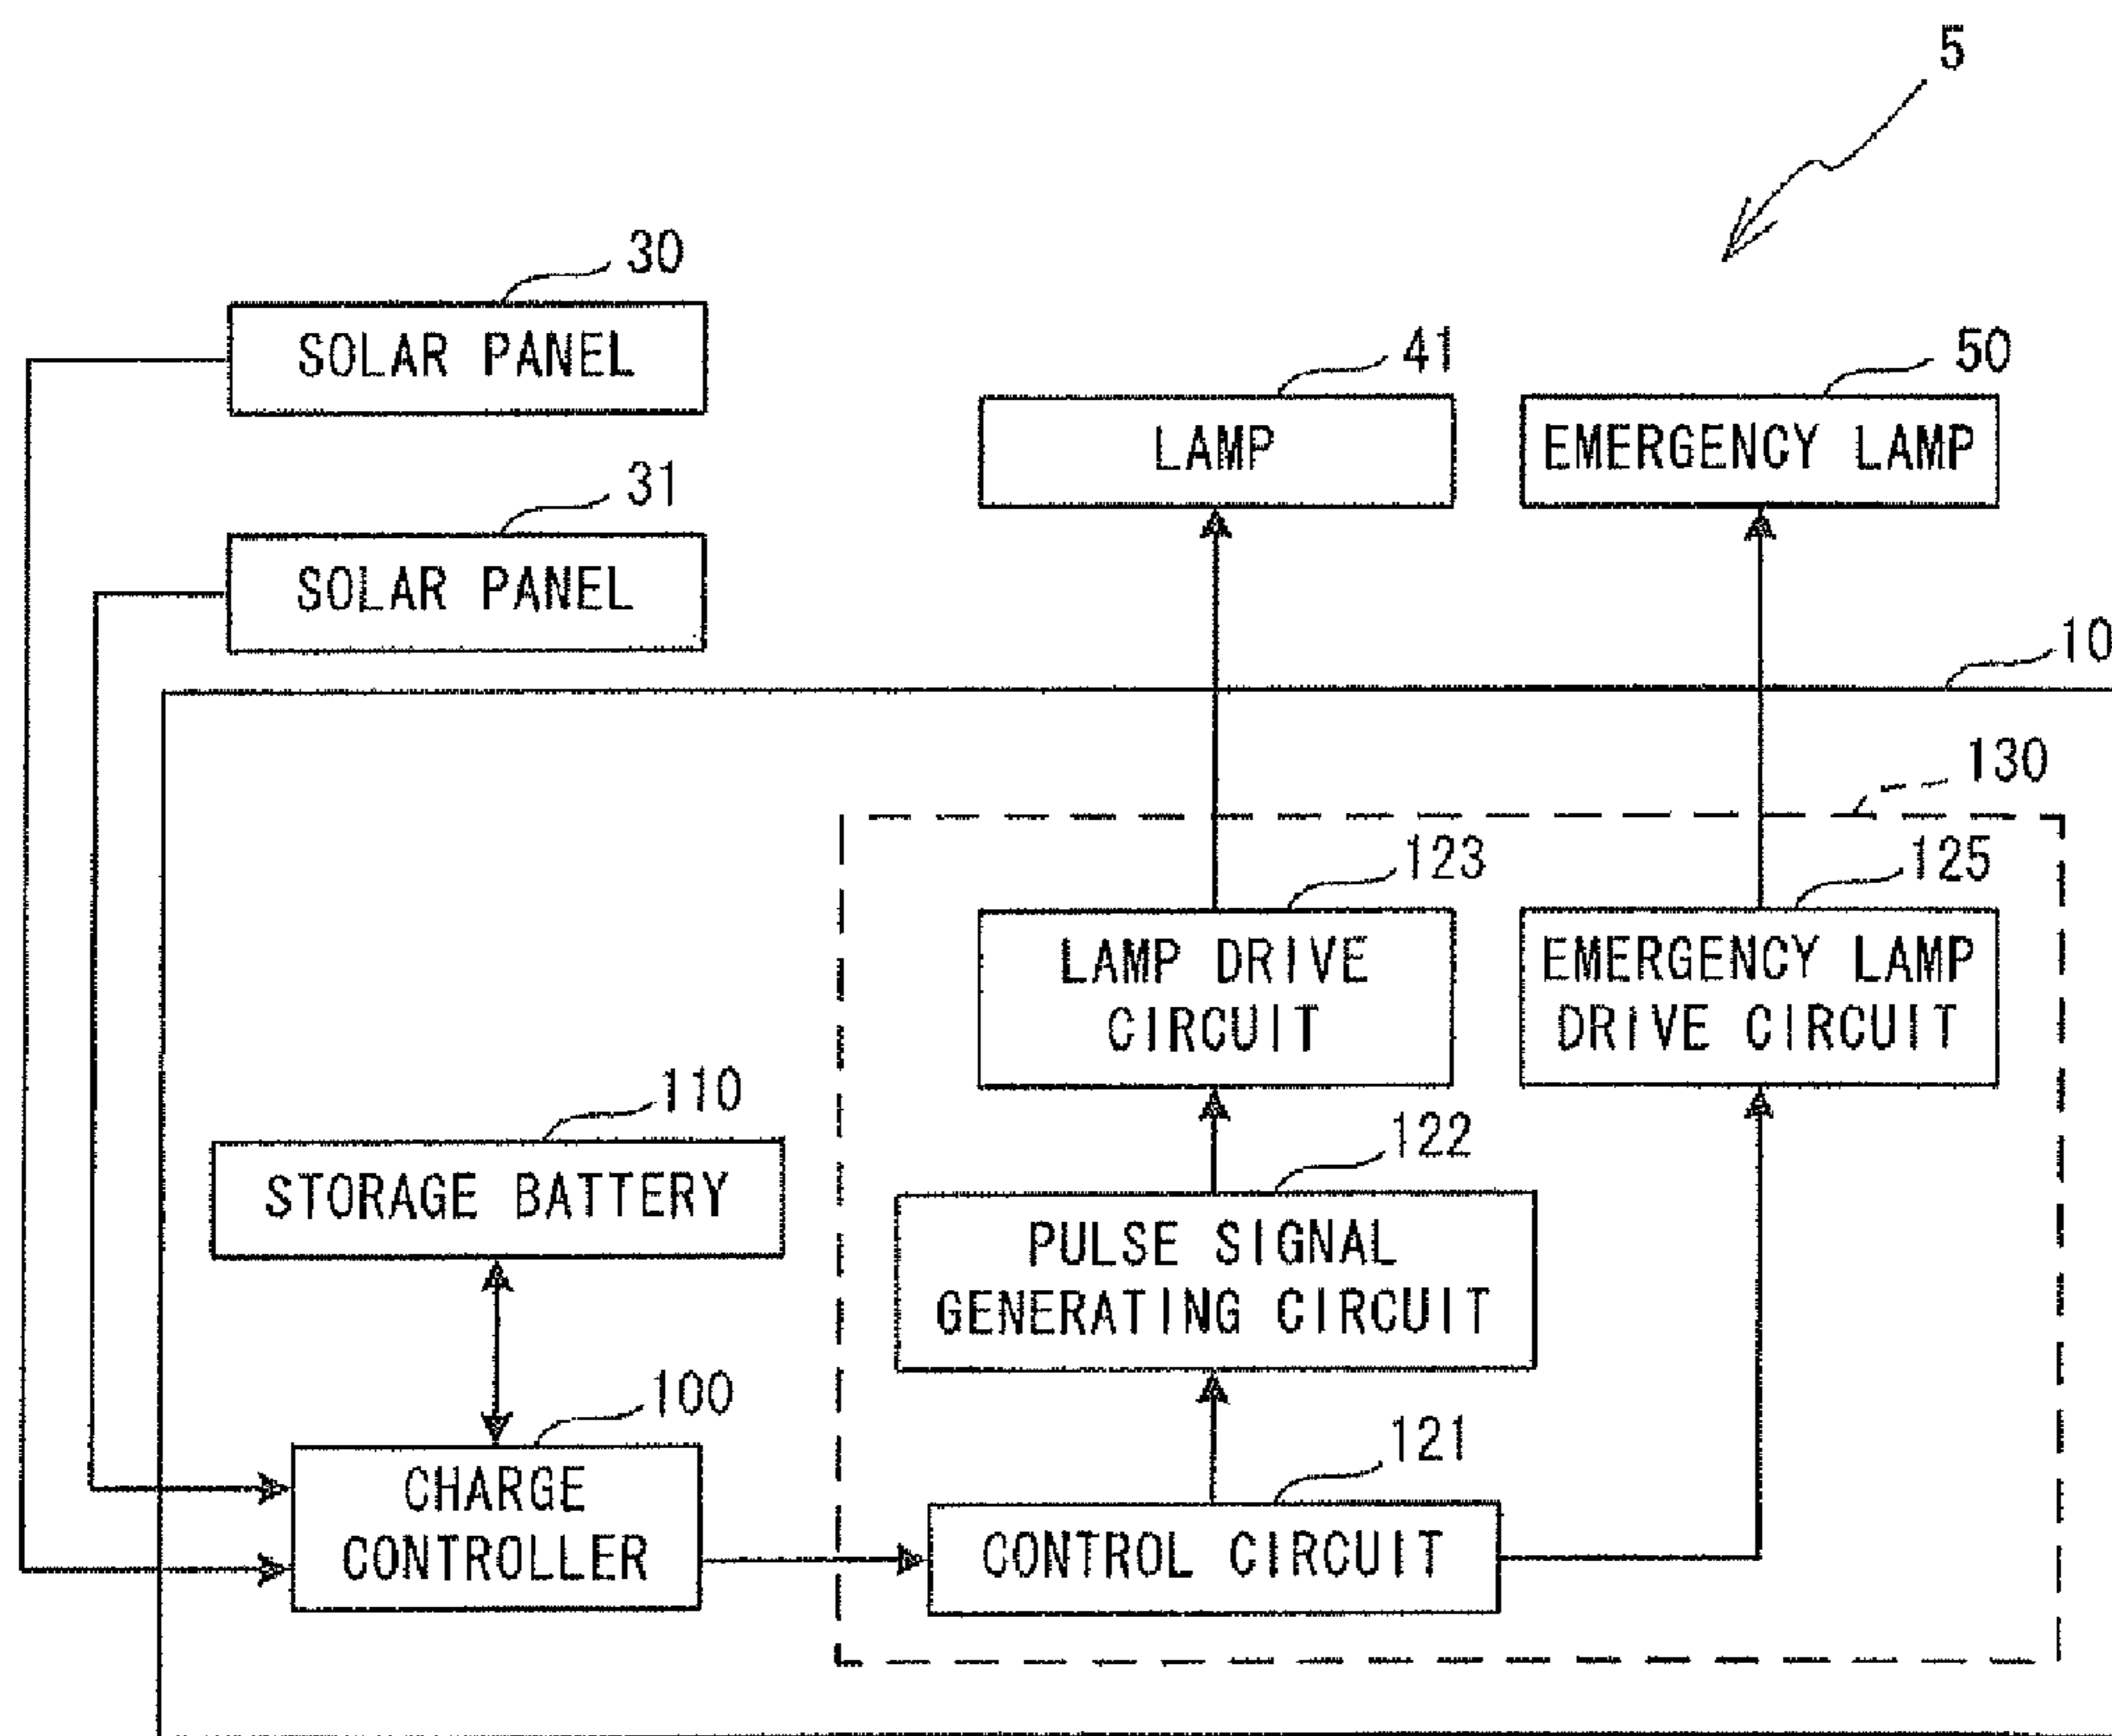 5
30
SOLAR PANEL
41
50
LAMP
EMERGENCY LAMP
31
SOLAR PANEL
10
130
123
125
LAMP DRIVE
CIRCUIT
EMERGENCY LAMP
DRIVE CIRCUIT
110
STORAGE BATTERY
122
PULSE SIGNAL
GENERATING CIRCUIT
100
CHARGE
CONTROLLER
121
CONTROL CIRCUIT